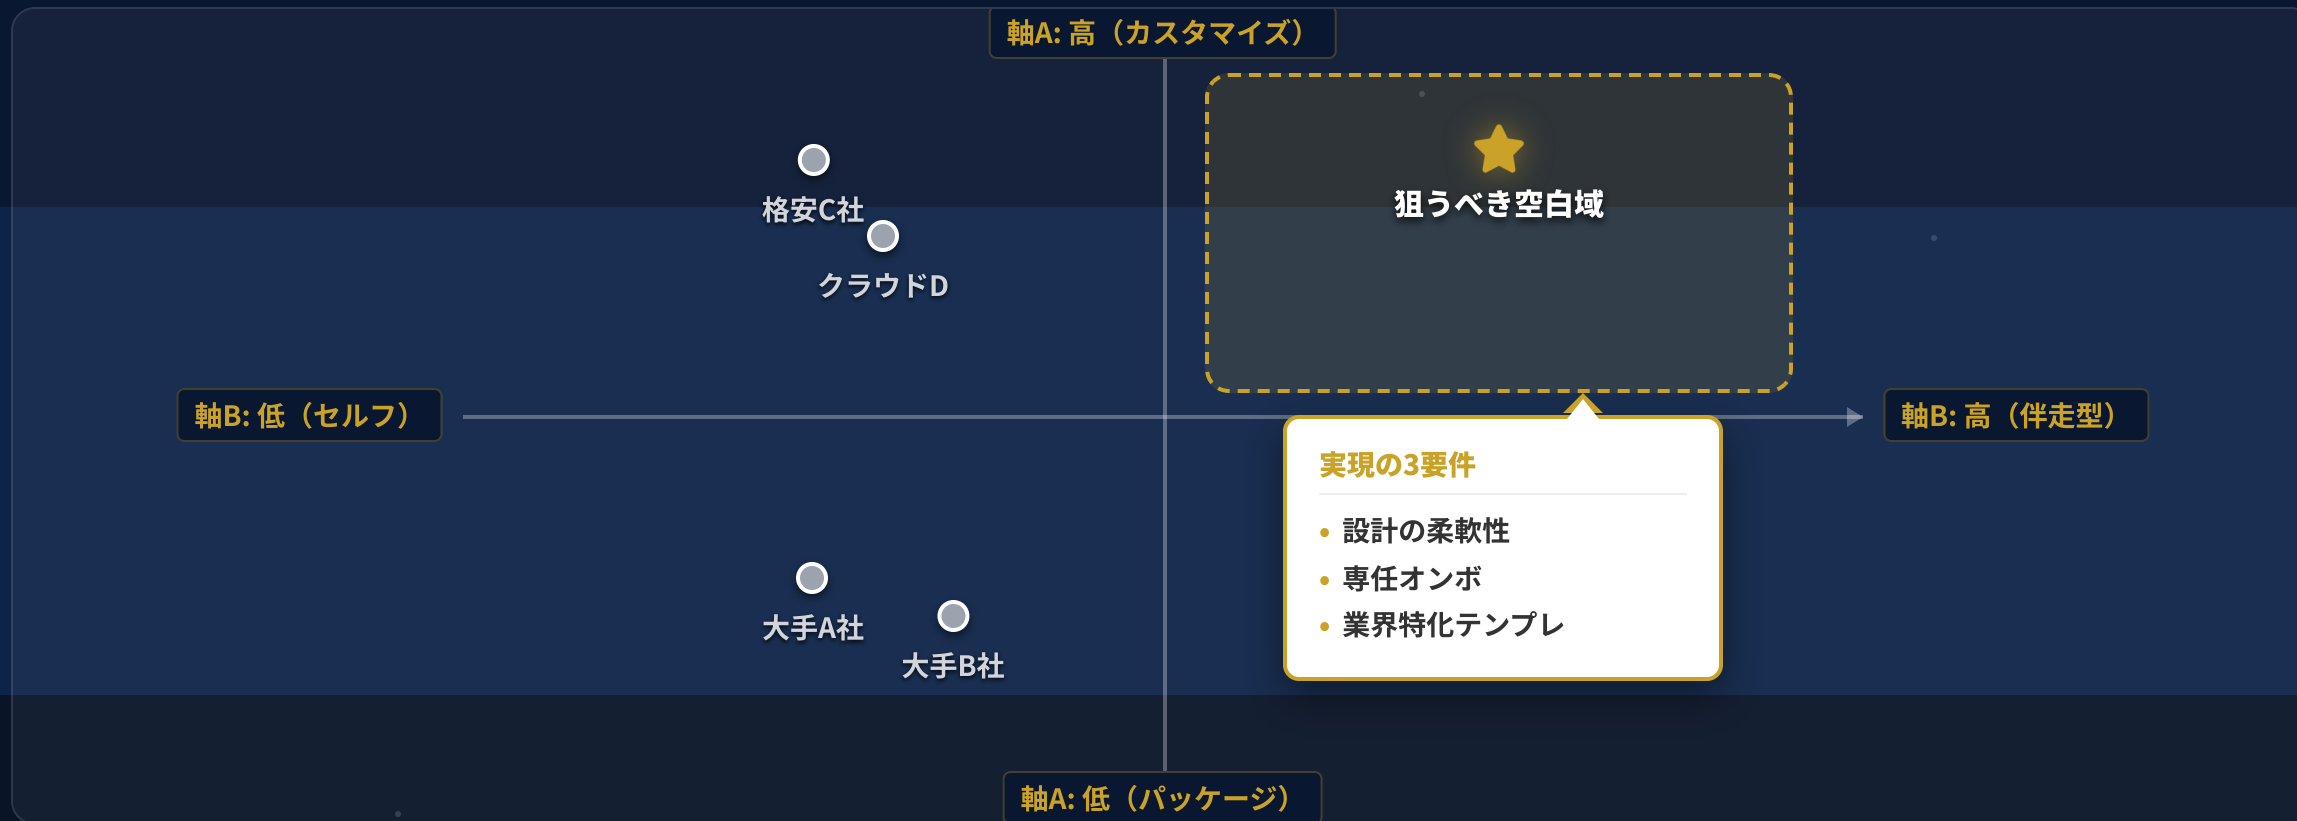 軸A: 高（カスタマイズ）
格安C社
狙うべき空白域
クラウドD
軸B: 低（セルフ）
軸B: 高（伴走型）
実現の3要件
設計の柔軟性
専任オンボ
業界特化テンプレ
大手A社
大手B社
軸A: 低（パッケージ）